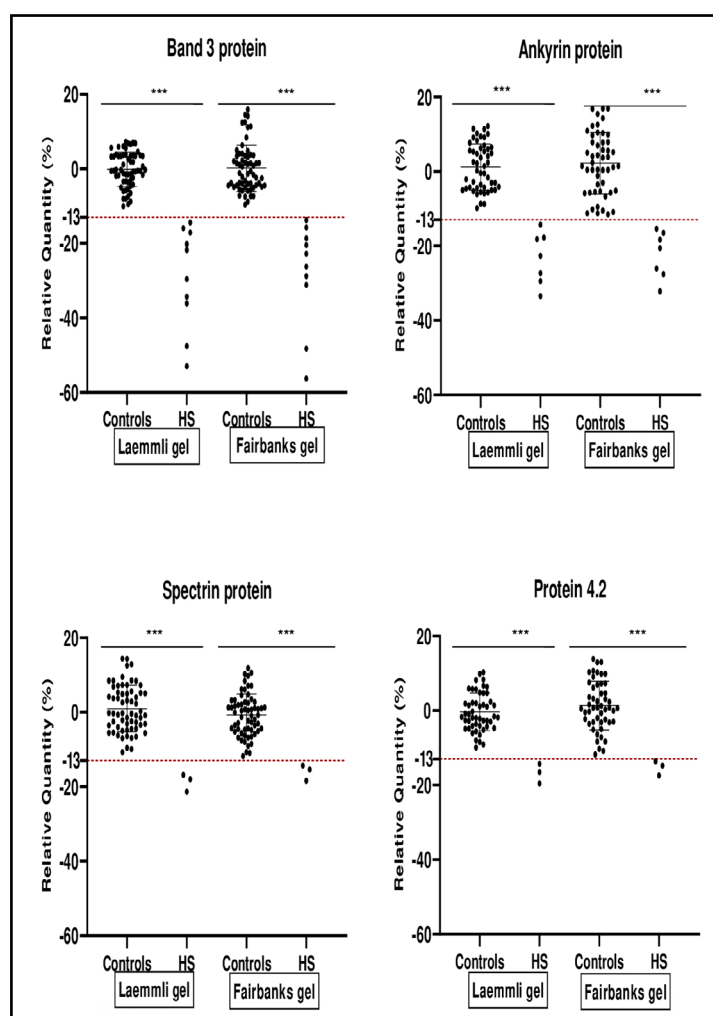 Band 3 protein
*** ***
Relative Quantity (%)
20
0
-13
-20
-40
-60
Controls HS Controls HS
Laemmli gel Fairbanks gel
Ankyrin protein
*** ***
Relative Quantity (%)
20
0
-13
-20
-40
-60
Controls HS Controls HS
Laemmli gel Fairbanks gel
Spectrin protein
*** ***
Relative Quantity (%)
20
0
-13
-20
-40
-60
Controls HS Controls HS
Laemmli gel Fairbanks gel
Protein 4.2
*** ***
Relative Quantity (%)
20
0
-13
-20
-40
-60
Controls HS Controls HS
Laemmli gel Fairbanks gel